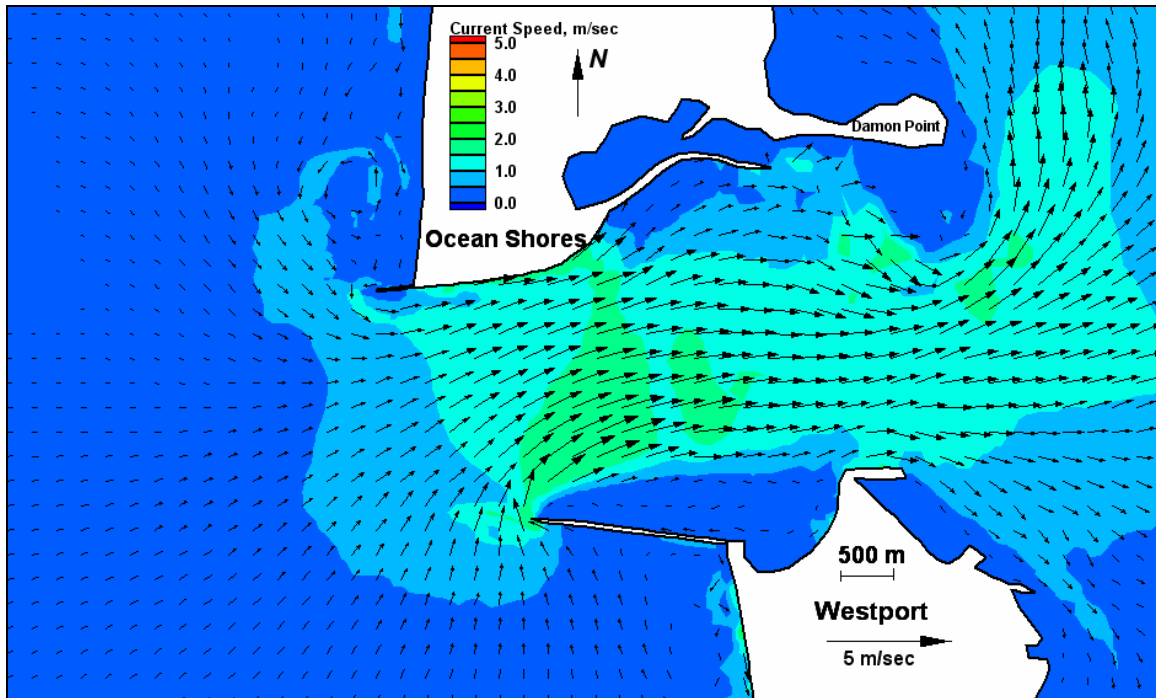 Current Speed, m/sec
5.0
4.0
3.0
2.0
1.0
0.0
N
Damon Point
Ocean Shores
500 m
Westport
5 m/sec